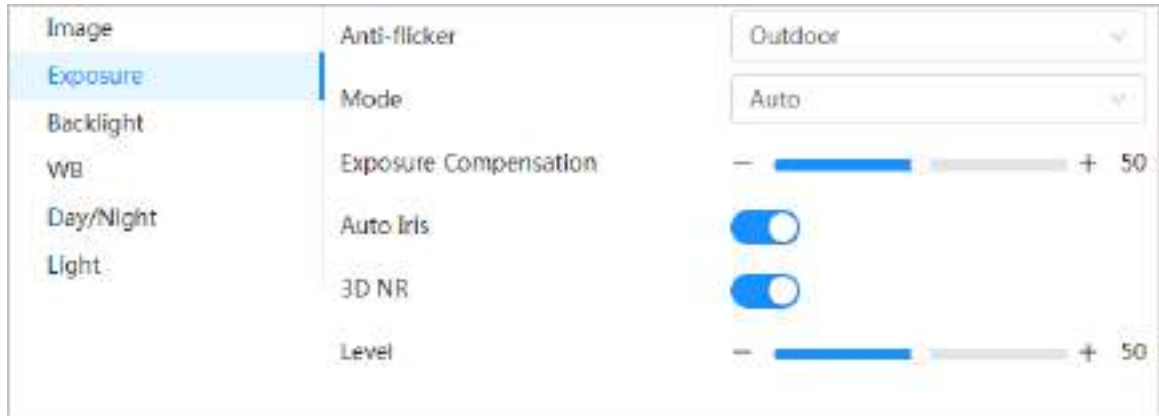 Image
Exposure
Backlight
WB
Day/Night
Light
Anti-flicker Outdoor
Mode Auto
Exposure Compensation − + 50
Auto Iris
3D NR
Level − + 50